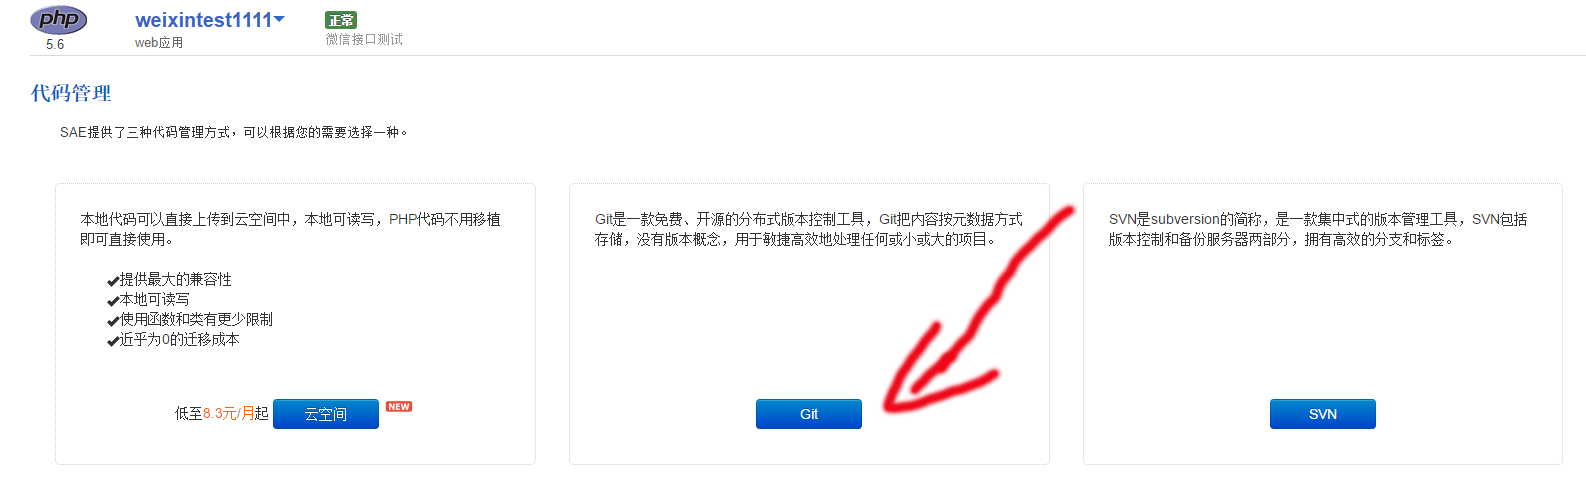 php
5.6
weixintest1111
web应用
正常
微信接口测试
代码管理
SAE提供了三种代码管理方式，可以根据您的需要选择一种。
本地代码可以直接上传到云空间中，本地可读写，PHP代码不用移植
即可直接使用。
✔提供最大的兼容性
✔本地可读写
✔使用函数和类有更少限制
✔近乎为0的迁移成本
低至8.3元/月起 云空间 NEW
Git是一款免费、开源的分布式版本控制工具，Git把内容按元数据方式
存储，没有版本概念，用于敏捷高效地处理任何或小或大的项目。
Git
SVN是subversion的简称，是一款集中式的版本管理工具，SVN包括
版本控制和备份服务器两部分，拥有高效的分支和标签。
SVN